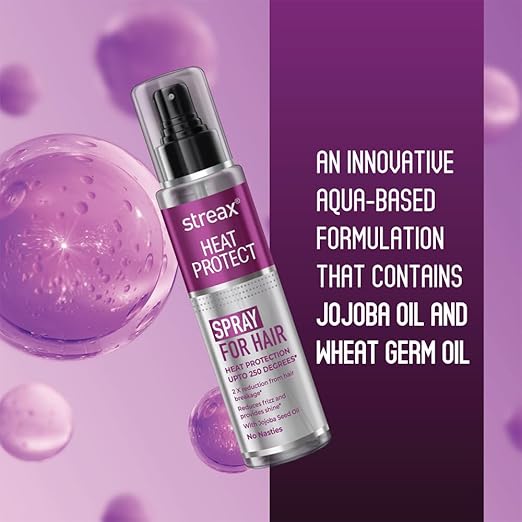 streax®
HEAT
PROTECT
SPRAY
FOR HAIR
HEAT PROTECTION
UPTO 250 DEGREES*
2 X reduction from hair
breakage*
Reduces frizz and
provides shine*
With Jojoba Seed Oil
No Nasties
AN INNOVATIVE
AQUA-BASED
FORMULATION
THAT CONTAINS
JOJOBA OIL AND
WHEAT GERM OIL